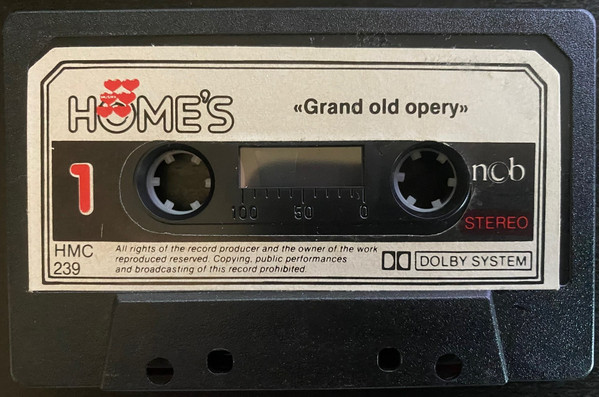 HOME'S
«Grand old opery»
1
ncb
100 50 0
STEREO
HMC
239
All rights of the record producer and the owner of the work
reproduced reserved. Copying, public performances
and broadcasting of this record prohibited.
DOLBY SYSTEM